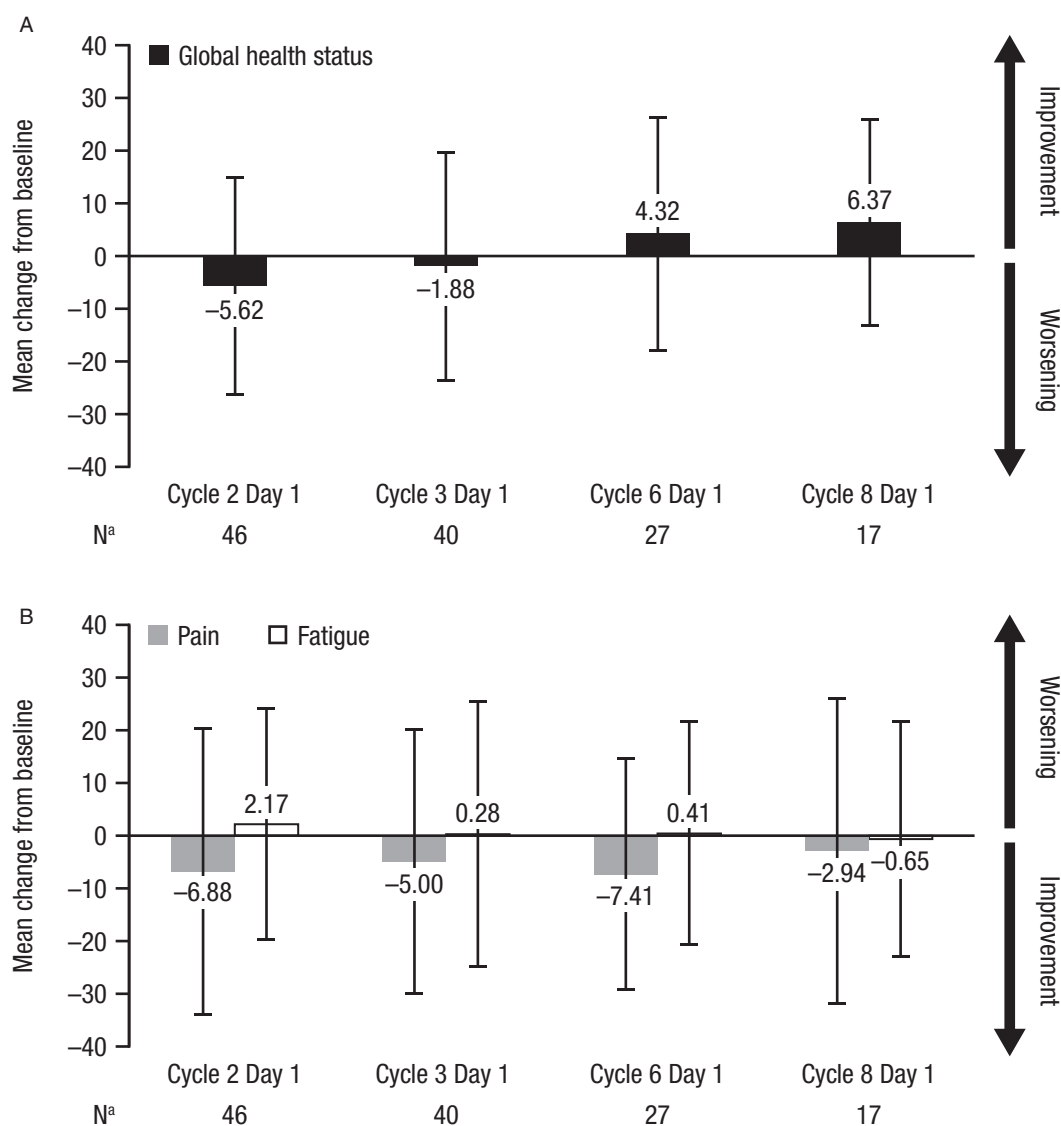 A
40
30
20
10
0
–10
–20
–30
–40
Mean change from baseline
Global health status
–5.62
–1.88
4.32
6.37
Improvement
Worsening
Cycle 2 Day 1 Cycle 3 Day 1 Cycle 6 Day 1 Cycle 8 Day 1
Nᵃ 46 40 27 17
B
40
30
20
10
0
–10
–20
–30
–40
Mean change from baseline
Pain Fatigue
–6.88
2.17
–5.00
0.28
–7.41
0.41
–2.94
–0.65
Worsening
Improvement
Cycle 2 Day 1 Cycle 3 Day 1 Cycle 6 Day 1 Cycle 8 Day 1
Nᵃ 46 40 27 17